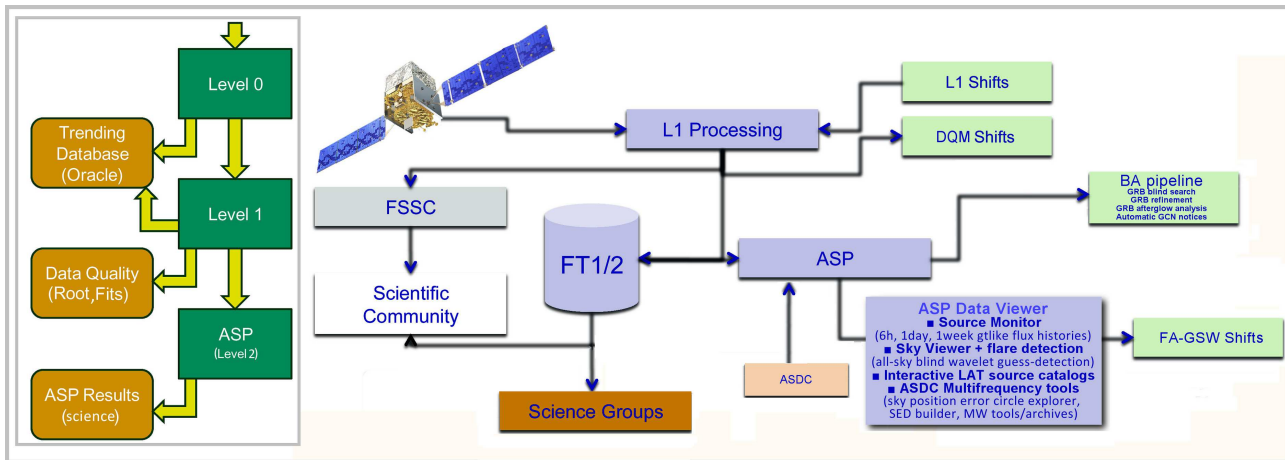 Level 0
Trending
Database
(Oracle)
Level 1
Data Quality
(Root,Fits)
ASP
(Level 2)
ASP Results
(science)
L1 Processing
L1 Shifts
DQM Shifts
FSSC
BA pipeline
GRB blind search
GRB refinement
GRB afterglow analysis
Automatic GCN notices
FT1/2
ASP
Scientific
Community
ASP Data Viewer
■ Source Monitor
(6h, 1day, 1week gtlike flux histories)
■ Sky Viewer + flare detection
(all-sky blind wavelet guess-detection)
■ Interactive LAT source catalogs
■ ASDC Multifrequency tools
(sky position error circle explorer,
SED builder, MW tools/archives)
FA-GSW Shifts
ASDC
Science Groups